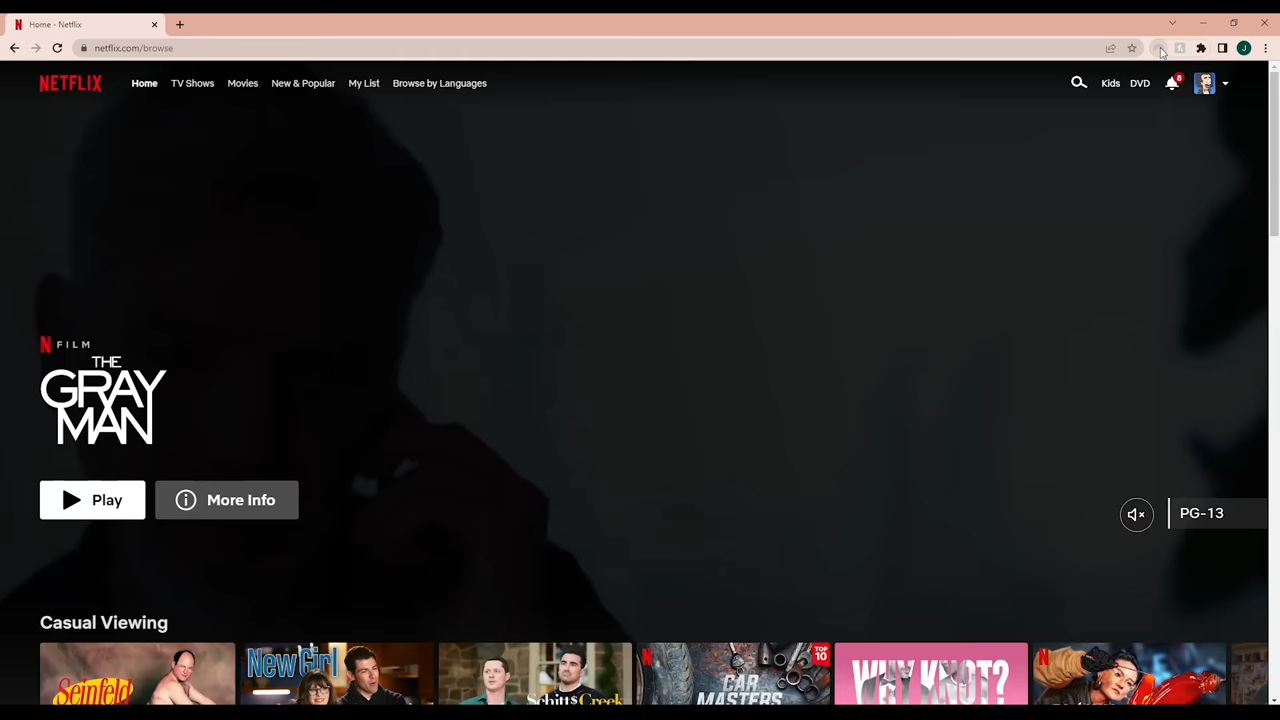 Home - Netflix
netflix.com/browse
J
NETFLIX
Home
TV Shows
Movies
New & Popular
My List
Browse by Languages
Kids
DVD
8
N FILM
THE
GRAY
MAN
Play
More Info
PG-13
Casual Viewing
Seinfeld
New Girl
Schitt's Creek
N
CAR
MASTERS
TOP
10
WHY KNOT?
N